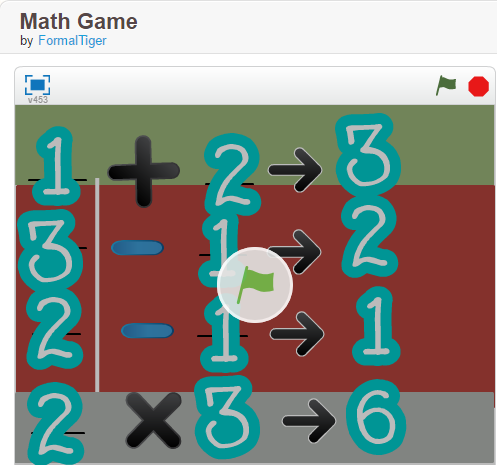 Math Game
by FormalTiger
v453
1 + 2 → 3
3 - 1 → 2
2 - 1 → 1
2 × 3 → 6